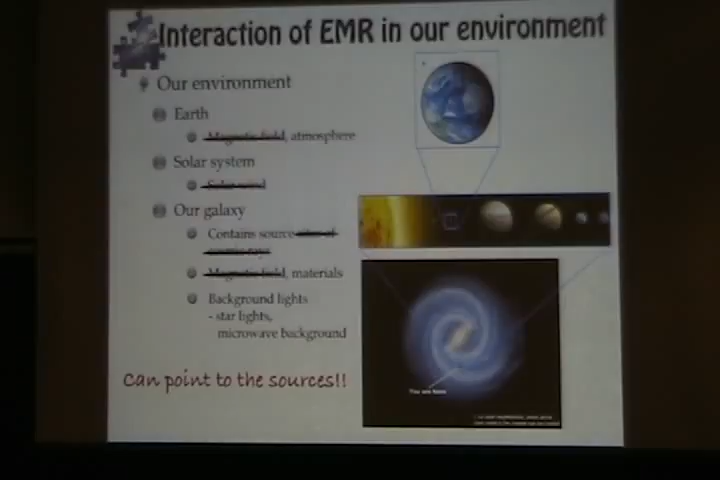 Interaction of EMR in our environment
Our environment
Earth
Magnetic field, atmosphere
Solar system
Solar wind
Our galaxy
Contains source sites of
cosmic rays
Magnetic field, materials
Background lights
- star lights,
microwave background
Can point to the sources!!
You are here